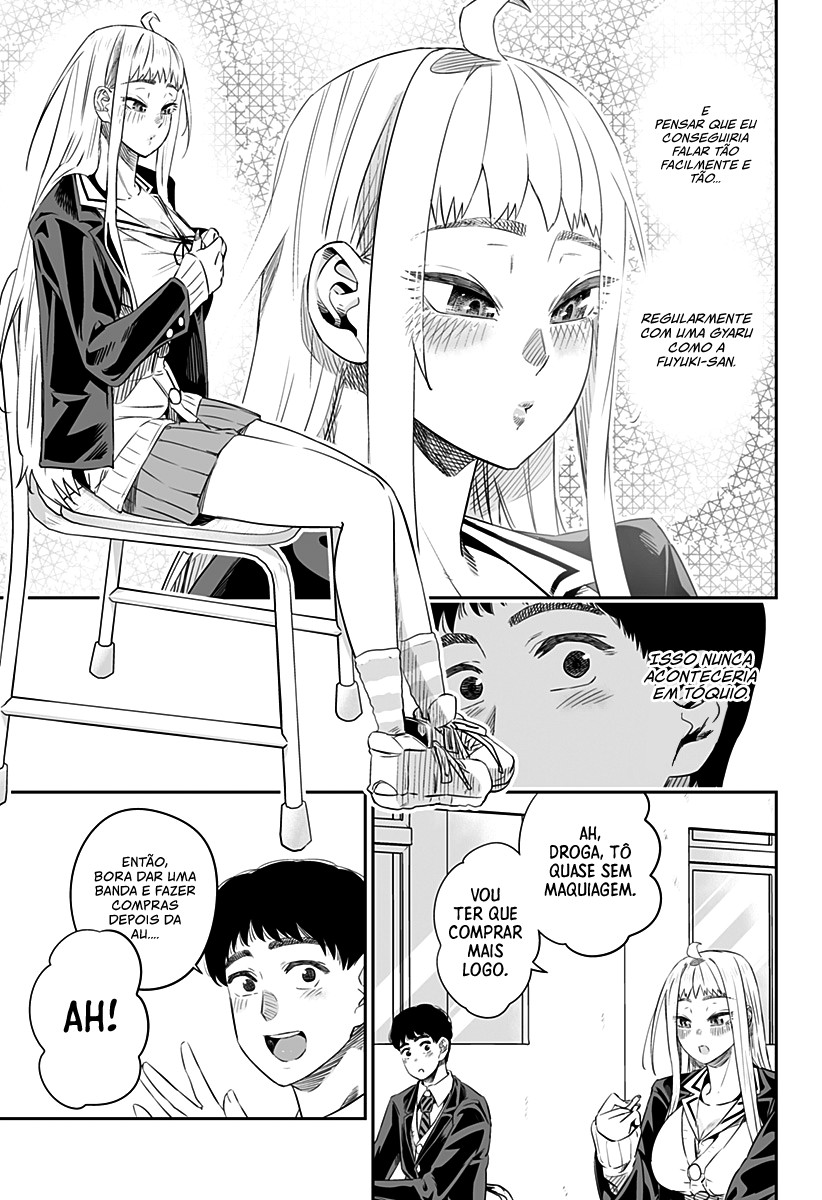 E
PENSAR QUE EU
CONSEGUIRIA
FALAR TÃO
FACILMENTE E
TÃO...
REGULARMENTE
COM UMA GYARU
COMO A
FUYUKI-SAN.
ISSO NUNCA
ACONTECERIA
EM TÓQUIO.
AH,
DROGA, TÔ
QUASE SEM
MAQUIAGEM.
VOU
TER QUE
COMPRAR
MAIS
LOGO.
ENTÃO,
BORA DAR UMA
BANDA E FAZER
COMPRAS
DEPOIS DA
AU....
AH!